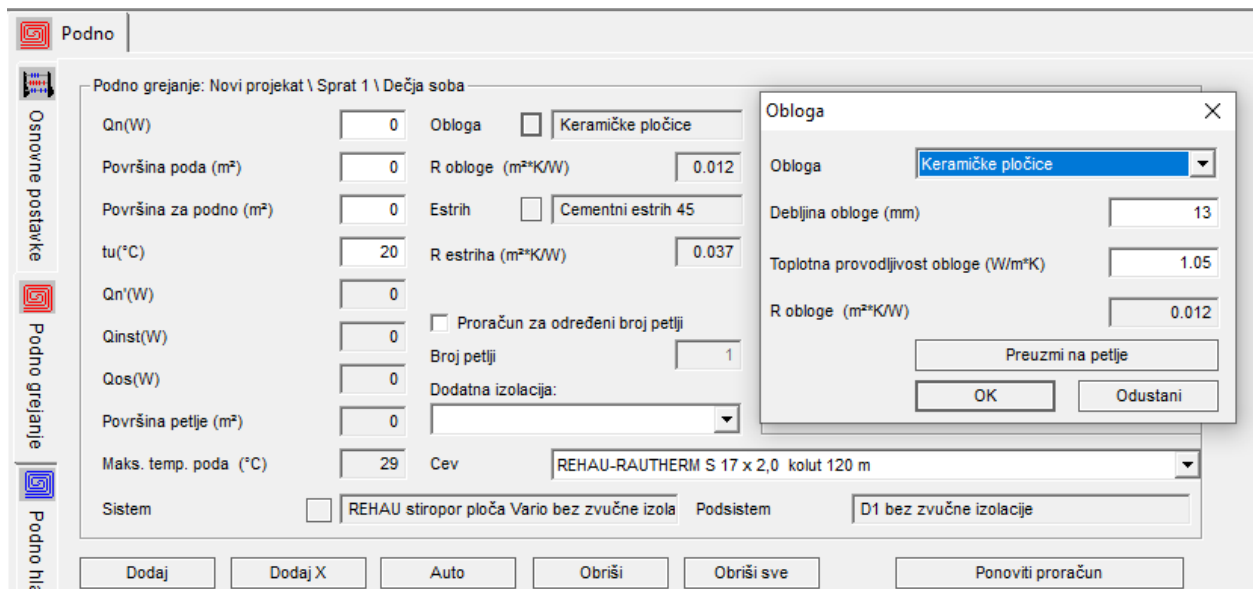 Podno
Osnovne postavke
Podno grejanje
Podno hla
Podno grejanje: Novi projekat \ Sprat 1 \ Dečja soba
Qn(W) 0 Obloga Keramičke pločice
Površina poda (m²) 0 R obloge (m²*K/W) 0.012
Površina za podno (m²) 0 Estrih Cementni estrih 45
tu(°C) 20 R estriha (m²*K/W) 0.037
Qn'(W) 0
Qinst(W) 0 Proračun za određeni broj petlji
Broj petlji 1
Qos(W) 0 Dodatna izolacija:
Površina petlje (m²) 0
Maks. temp. poda (°C) 29 Cev REHAU-RAUTHERM S 17 x 2,0 kolut 120 m
Sistem REHAU stiropor ploča Vario bez zvučne izola Podsistem D1 bez zvučne izolacije
Dodaj Dodaj X Auto Obriši Obriši sve Ponoviti proračun
Obloga
Obloga Keramičke pločice
Debljina obloge (mm) 13
Toplotna provodljivost obloge (W/m*K) 1.05
R obloge (m²*K/W) 0.012
Preuzmi na petlje
OK Odustani